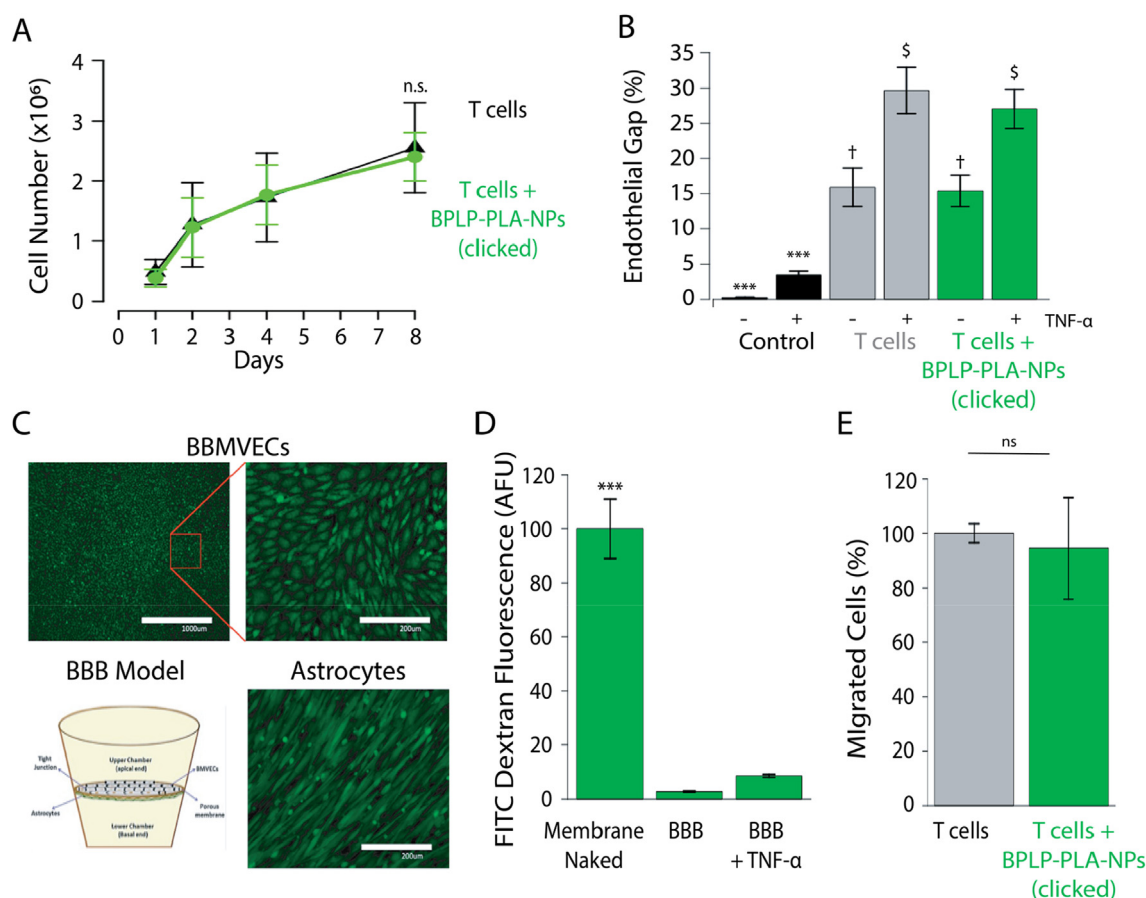 A
Cell Number (x10⁶)
4
3
2
1
0
0 1 2 3 4 5 6 7 8
Days
n.s.
T cells
T cells +
BPLP-PLA-NPs
(clicked)
B
Endothelial Gap (%)
35
30
25
20
15
10
5
0
*** *** † $ † $
- + - + - + TNF-α
Control T cells T cells +
BPLP-PLA-NPs
(clicked)
C
BBMVECs
1000um
200um
BBB Model
Tight
Junction
Upper Chamber
(apical end)
BMVECs
Astrocytes
Porous
membrane
Lower Chamber
(Basal end)
Astrocytes
200um
D
FITC Dextran Fluorescence (AFU)
120
100
80
60
40
20
0
***
Membrane
Naked
BBB
BBB
+ TNF-α
E
MIgrated Cells (%)
120
100
80
60
40
20
0
ns
T cells
T cells +
BPLP-PLA-NPs
(clicked)